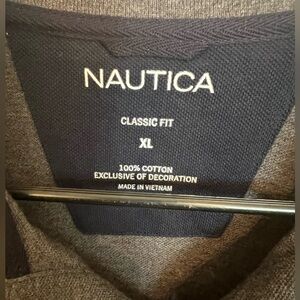 NAUTICA
CLASSIC FIT
XL
100% COTTON
EXCLUSIVE OF DECORATION
MADE IN VIETNAM